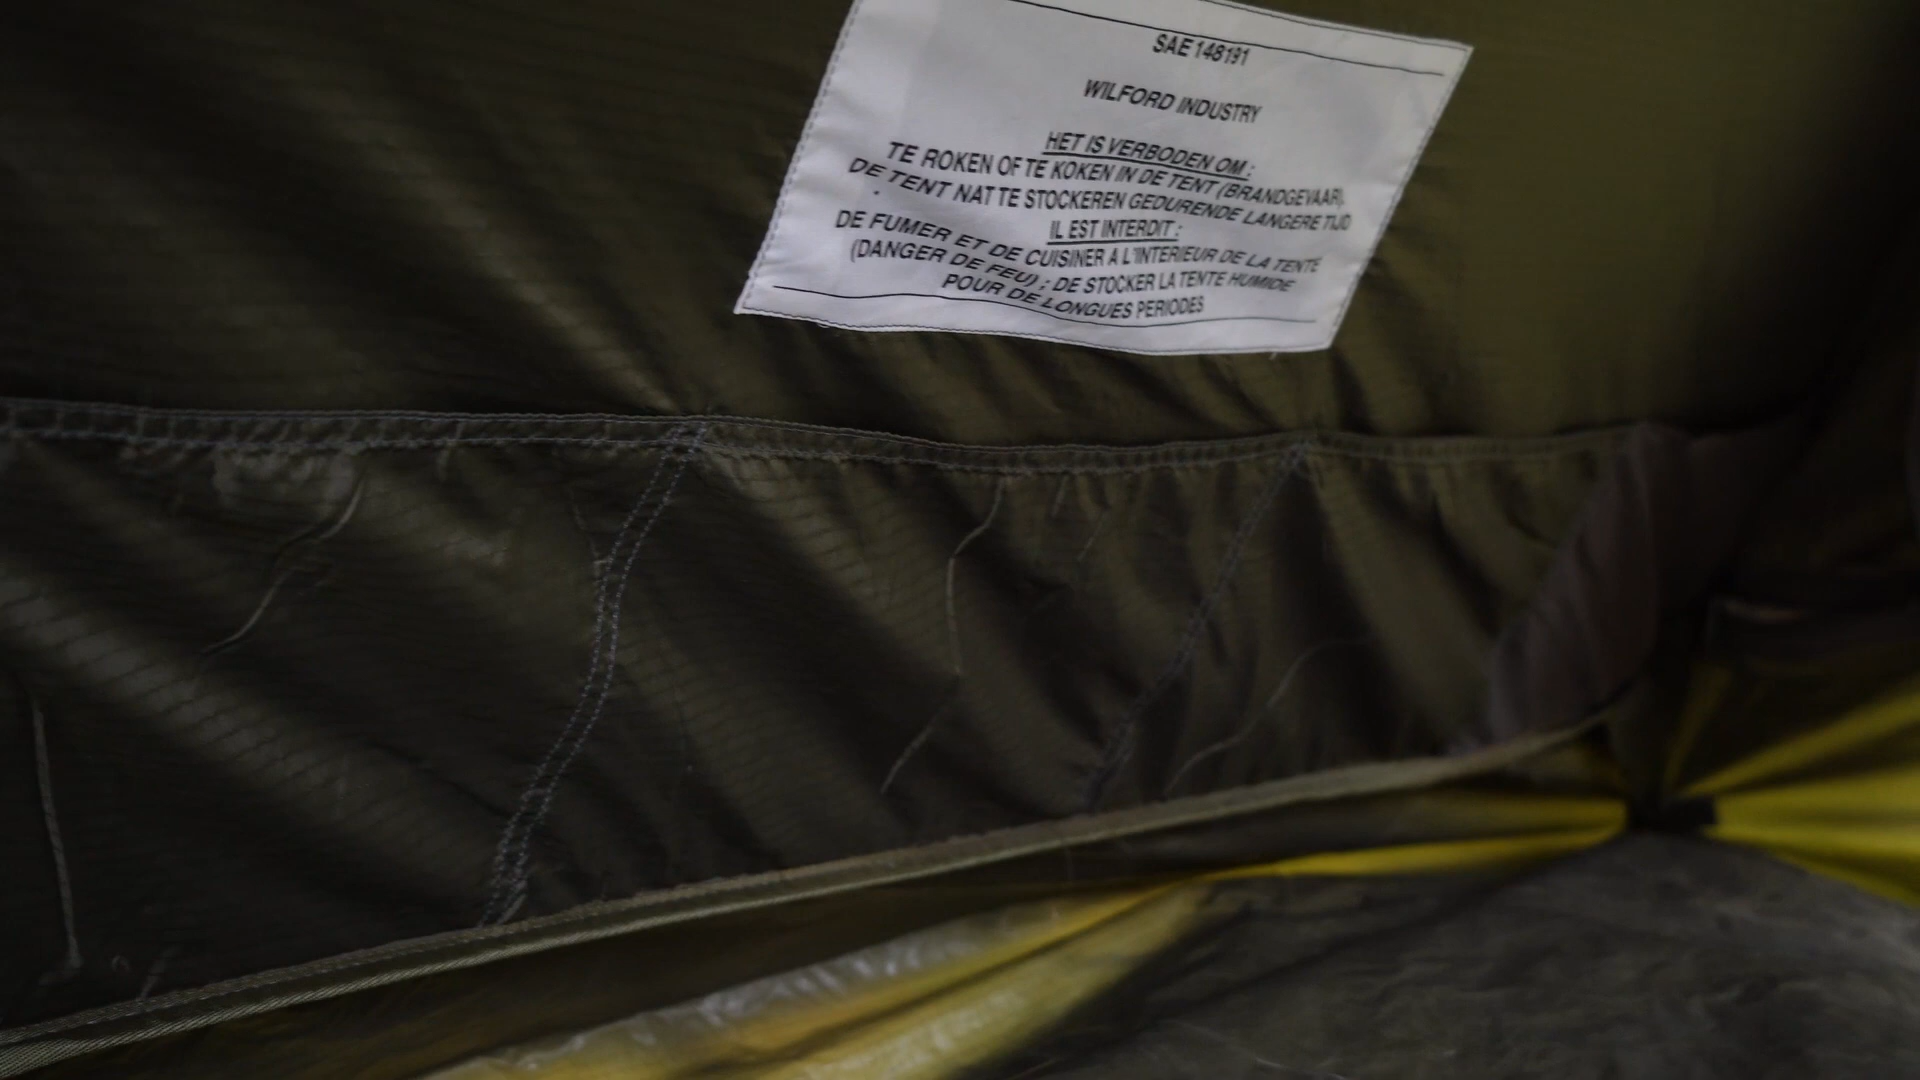 SAE 148191
WILFORD INDUSTRY
HET IS VERBODEN OM :
TE ROKEN OF TE KOKEN IN DE TENT (BRANDGEVAAR).
DE TENT NAT TE STOCKEREN GEDURENDE LANGERE TIJD
IL EST INTERDIT :
DE FUMER ET DE CUISINER A L'INTERIEUR DE LA TENTE
(DANGER DE FEU) ; DE STOCKER LA TENTE HUMIDE
POUR DE LONGUES PERIODES